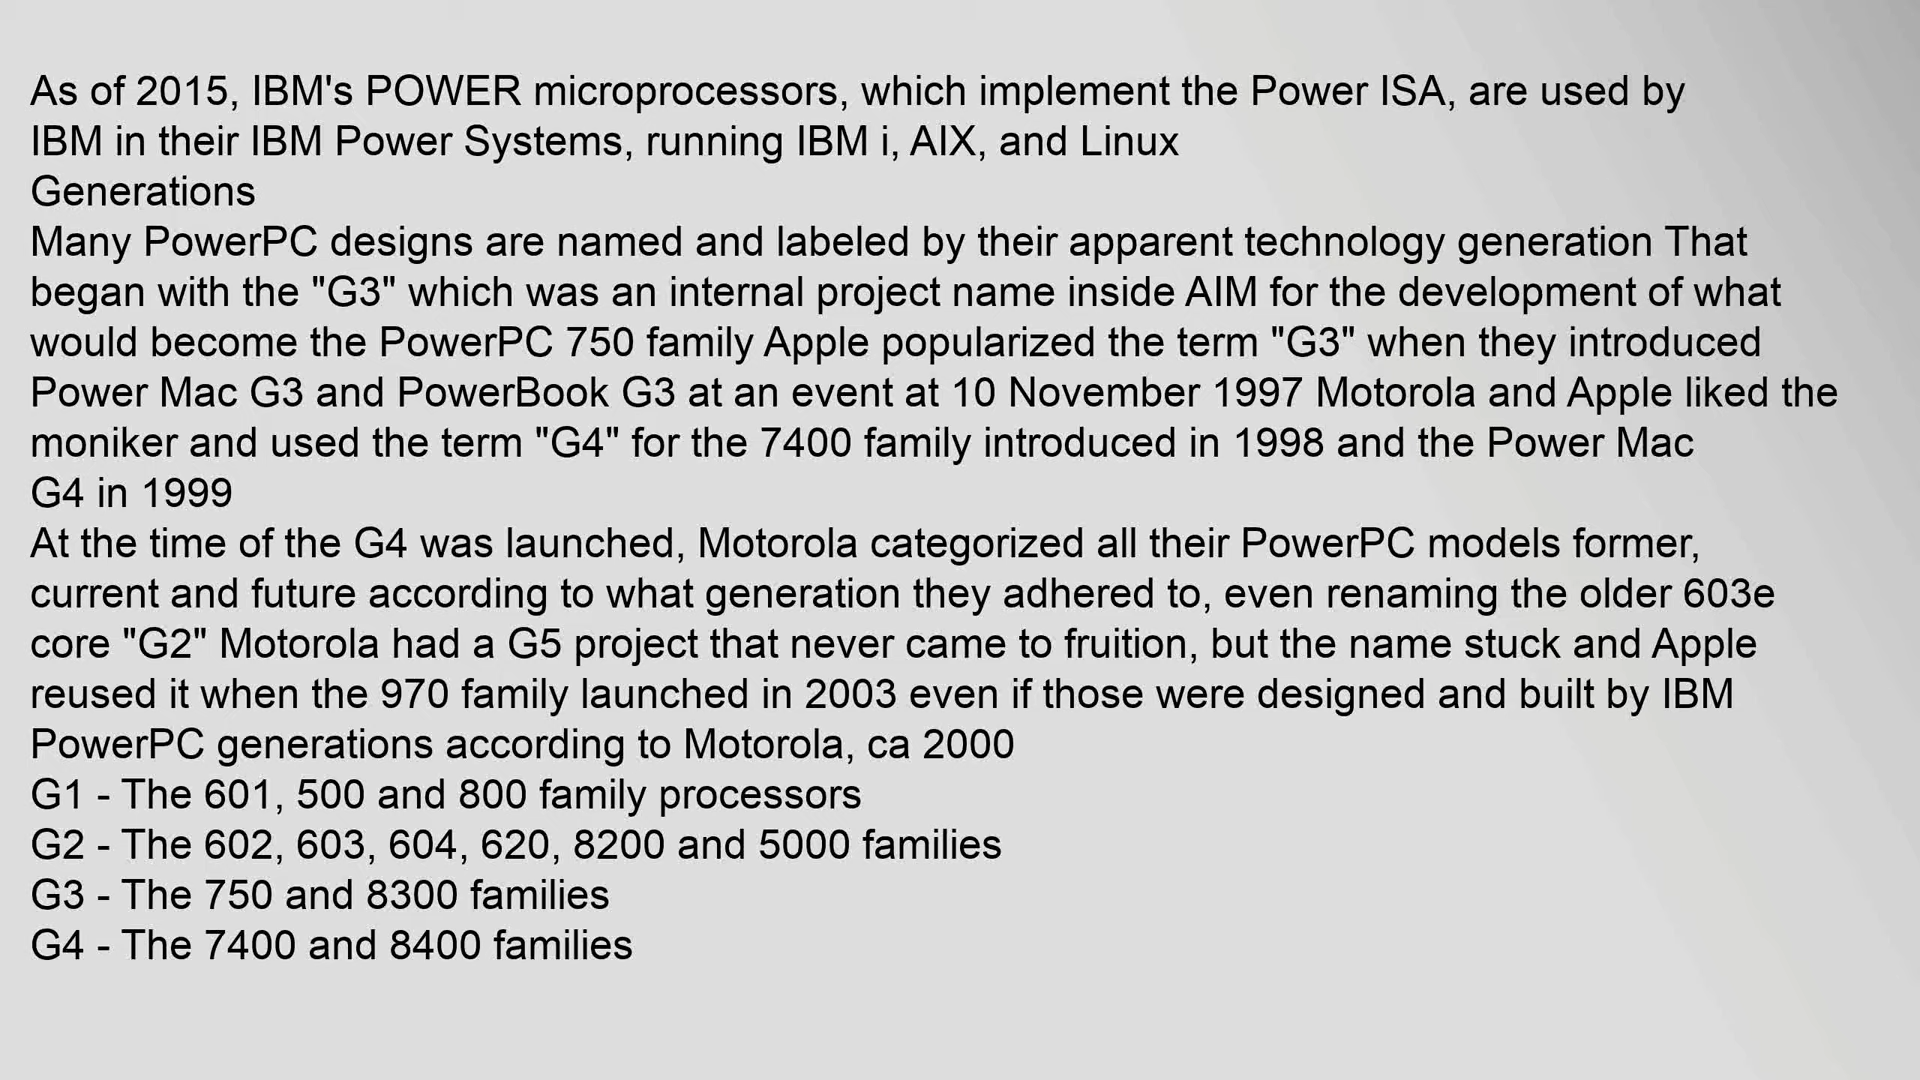 As of 2015, IBM's POWER microprocessors, which implement the Power ISA, are used by
IBM in their IBM Power Systems, running IBM i, AIX, and Linux
Generations
Many PowerPC designs are named and labeled by their apparent technology generation That
began with the "G3" which was an internal project name inside AIM for the development of what
would become the PowerPC 750 family Apple popularized the term "G3" when they introduced
Power Mac G3 and PowerBook G3 at an event at 10 November 1997 Motorola and Apple liked the
moniker and used the term "G4" for the 7400 family introduced in 1998 and the Power Mac
G4 in 1999
At the time of the G4 was launched, Motorola categorized all their PowerPC models former,
current and future according to what generation they adhered to, even renaming the older 603e
core "G2" Motorola had a G5 project that never came to fruition, but the name stuck and Apple
reused it when the 970 family launched in 2003 even if those were designed and built by IBM
PowerPC generations according to Motorola, ca 2000
G1 - The 601, 500 and 800 family processors
G2 - The 602, 603, 604, 620, 8200 and 5000 families
G3 - The 750 and 8300 families
G4 - The 7400 and 8400 families